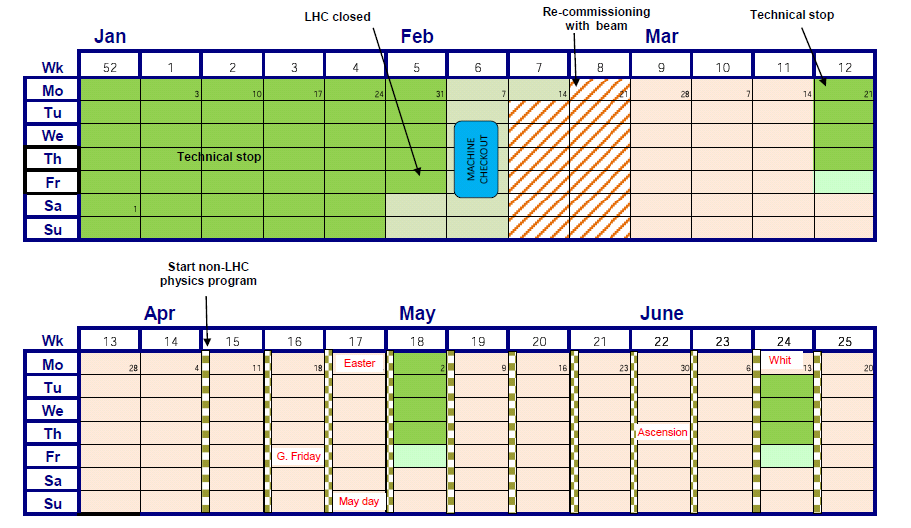 LHC closed
Re-commissioning
with beam
Technical stop
Jan Feb Mar
Wk 52 1 2 3 4 5 6 7 8 9 10 11 12
Mo 3 10 17 24 31 7 14 21 28 7 14 21
Tu
We
Th Technical stop
Fr
Sa 1
Su
MACHINE
CHECKOUT
Start non-LHC
physics program
Apr May June
Wk 13 14 15 16 17 18 19 20 21 22 23 24 25
Mo 28 4 11 18 Easter 2 9 16 23 30 6 Whit 13 20
Tu
We
Th Ascension
Fr G. Friday
Sa
Su May day